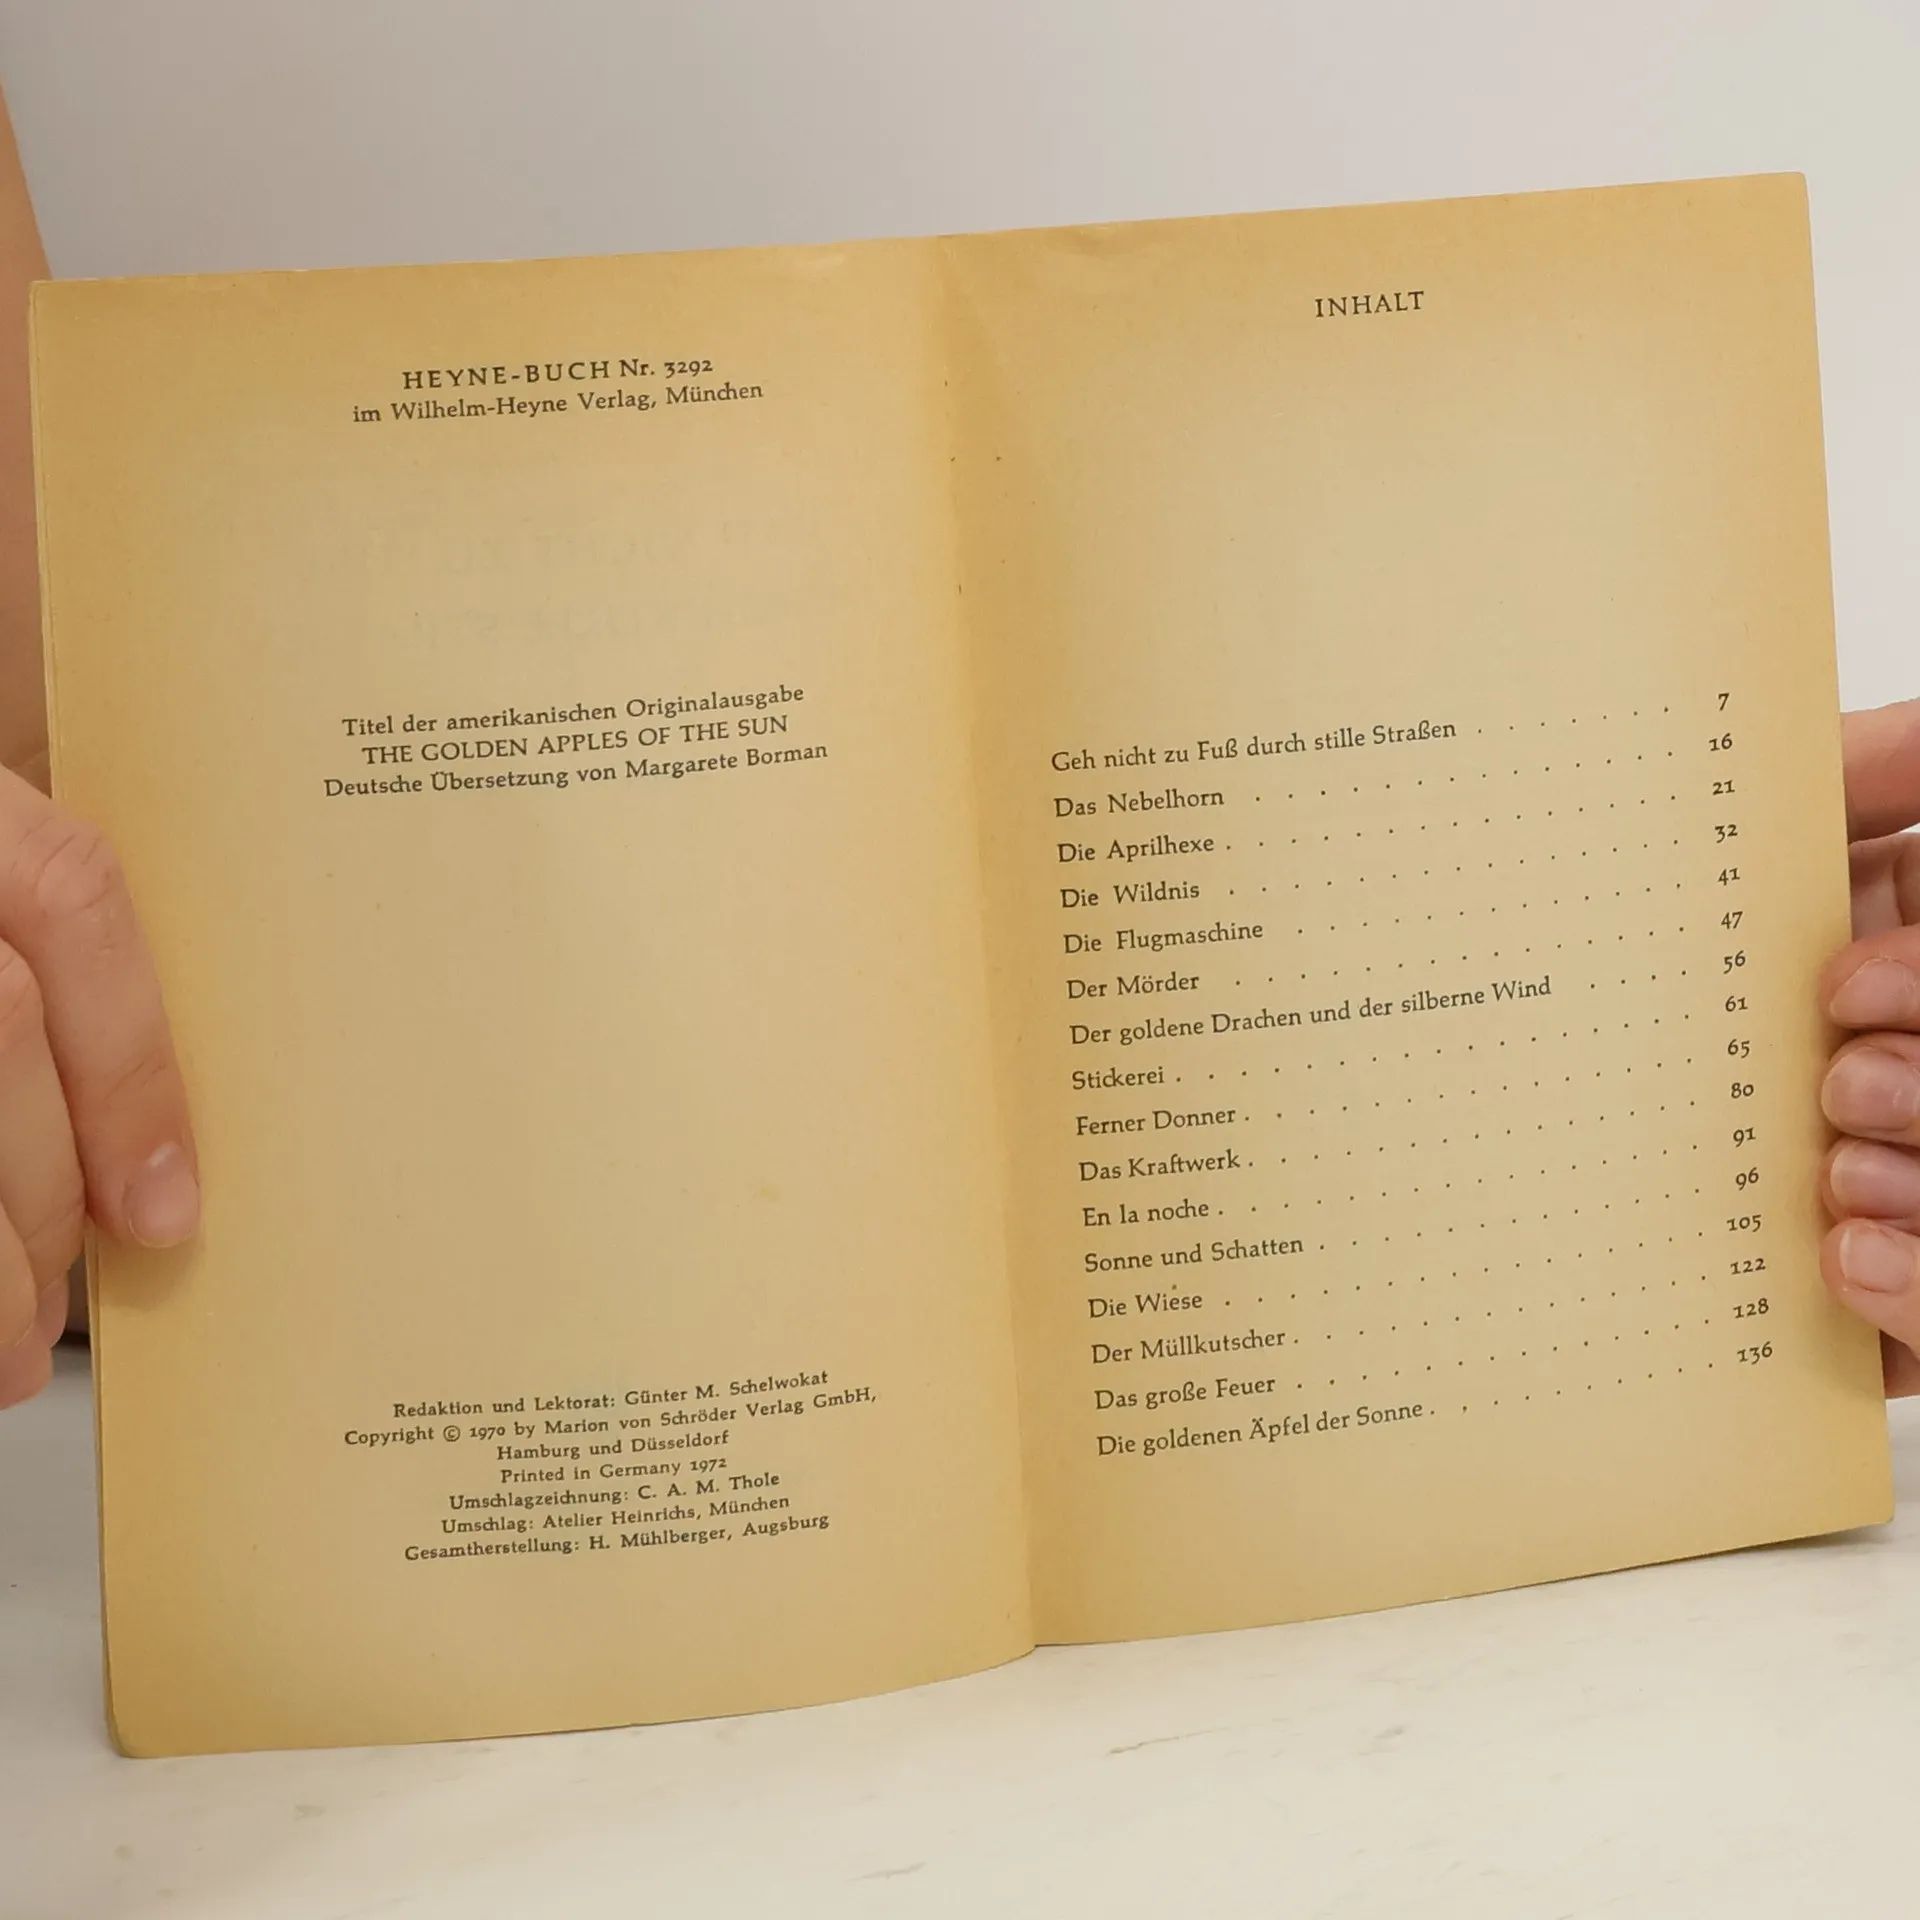 HEYNE-BUCH Nr. 3292
im Wilhelm-Heyne Verlag, München
Titel der amerikanischen Originalausgabe
THE GOLDEN APPLES OF THE SUN
Deutsche Übersetzung von Margarete Borman
Redaktion und Lektorat: Günter M. Schelwokat
Copyright © 1970 by Marion von Schröder Verlag GmbH,
Hamburg und Düsseldorf
Printed in Germany 1972
Umschlagzeichnung: C. A. M. Thole
Umschlag: Atelier Heinrichs, München
Gesamtherstellung: H. Mühlberger, Augsburg
INHALT
Geh nicht zu Fuß durch stille Straßen . . . . . . . 7
Das Nebelhorn . . . . . . . . . . . . . . 16
Die Aprilhexe . . . . . . . . . . . . . . . 21
Die Wildnis . . . . . . . . . . . . . . . 32
Die Flugmaschine . . . . . . . . . . . . . 41
Der Mörder . . . . . . . . . . . . . . . 47
Der goldene Drachen und der silberne Wind . . . . 56
Stickerei . . . . . . . . . . . . . . . . . 61
Ferner Donner . . . . . . . . . . . . . . . 65
Das Kraftwerk . . . . . . . . . . . . . . . 80
En la noche . . . . . . . . . . . . . . . . 91
Sonne und Schatten . . . . . . . . . . . . . 96
Die Wiese . . . . . . . . . . . . . . . . 105
Der Müllkutscher . . . . . . . . . . . . . . 122
Das große Feuer . . . . . . . . . . . . . . 128
Die goldenen Äpfel der Sonne . . . . . . . . . . 136